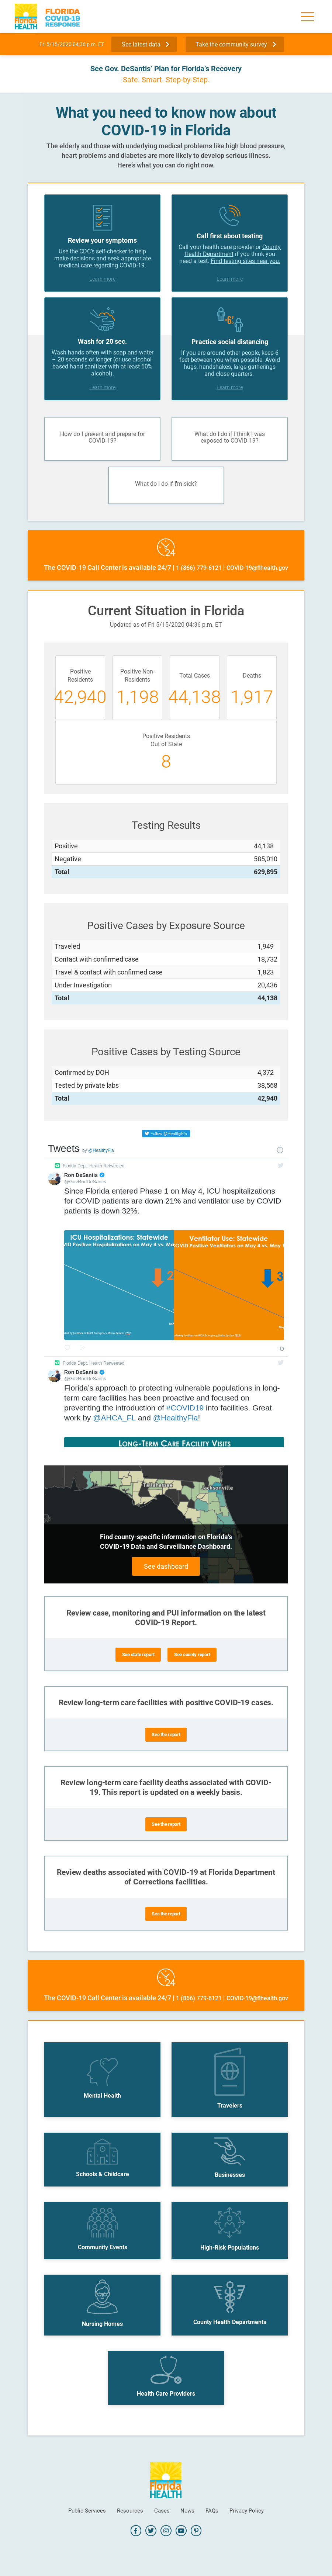 Florida
HEALTH
FLORIDA
COVID-19
RESPONSE
Fri 5/15/2020 04:36 p.m. ET
See latest data
Take the community survey
See Gov. DeSantis' Plan for Florida's Recovery
Safe. Smart. Step-by-Step.
What you need to know now about
COVID-19 in Florida
The elderly and those with underlying medical problems like high blood pressure,
heart problems and diabetes are more likely to develop serious illness.
Here's what you can do right now.
Review your symptoms
Use the CDC's self-checker to help
make decisions and seek appropriate
medical care regarding COVID-19.
Learn more
Call first about testing
Call your health care provider or County
Health Department if you think you
need a test. Find testing sites near you.
Learn more
Wash for 20 sec.
Wash hands often with soap and water
– 20 seconds or longer (or use alcohol-
based hand sanitizer with at least 60%
alcohol).
Learn more
6'
Practice social distancing
If you are around other people, keep 6
feet between you when possible. Avoid
hugs, handshakes, large gatherings
and close quarters.
Learn more
How do I prevent and prepare for
COVID-19?
What do I do if I think I was
exposed to COVID-19?
What do I do if I'm sick?
24
The COVID-19 Call Center is available 24/7 | 1 (866) 779-6121 | COVID-19@flhealth.gov
Current Situation in Florida
Updated as of Fri 5/15/2020 04:36 p.m. ET
Positive
Residents
42,940
Positive Non-
Residents
1,198
Total Cases
44,138
Deaths
1,917
Positive Residents
Out of State
8
Testing Results
Positive 44,138
Negative 585,010
Total 629,895
Positive Cases by Exposure Source
Traveled 1,949
Contact with confirmed case 18,732
Travel & contact with confirmed case 1,823
Under Investigation 20,436
Total 44,138
Positive Cases by Testing Source
Confirmed by DOH 4,372
Tested by private labs 38,568
Total 42,940
Follow @HealthyFla
Tweets by @HealthyFla
Florida Dept. Health Retweeted
Ron DeSantis
@GovRonDeSantis
Since Florida entered Phase 1 on May 4, ICU hospitalizations
for COVID patients are down 21% and ventilator use by COVID
patients is down 32%.
ICU Hospitalizations: Statewide
VID Positive Hospitalizations on May 4 vs. May
2
Ventilator Use: Statewide
OVID Positive Ventilators on May 4 vs. May 1
3
Florida Dept. Health Retweeted
Ron DeSantis
@GovRonDeSantis
Florida's approach to protecting vulnerable populations in long-
term care facilities has been proactive and focused on
preventing the introduction of #COVID19 into facilities. Great
work by @AHCA_FL and @HealthyFla!
LONG-TERM CARE FACILITY VISITS
Tallahassee
Jacksonville
Find county-specific information on Florida's
COVID-19 Data and Surveillance Dashboard.
See dashboard
Review case, monitoring and PUI information on the latest
COVID-19 Report.
See state report
See county report
Review long-term care facilities with positive COVID-19 cases.
See the report
Review long-term care facility deaths associated with COVID-
19. This report is updated on a weekly basis.
See the report
Review deaths associated with COVID-19 at Florida Department
of Corrections facilities.
See the report
24
The COVID-19 Call Center is available 24/7 | 1 (866) 779-6121 | COVID-19@flhealth.gov
Mental Health
Travelers
Schools & Childcare
Businesses
Community Events
High-Risk Populations
Nursing Homes
County Health Departments
Health Care Providers
Florida
HEALTH
Public Services
Resources
Cases
News
FAQs
Privacy Policy